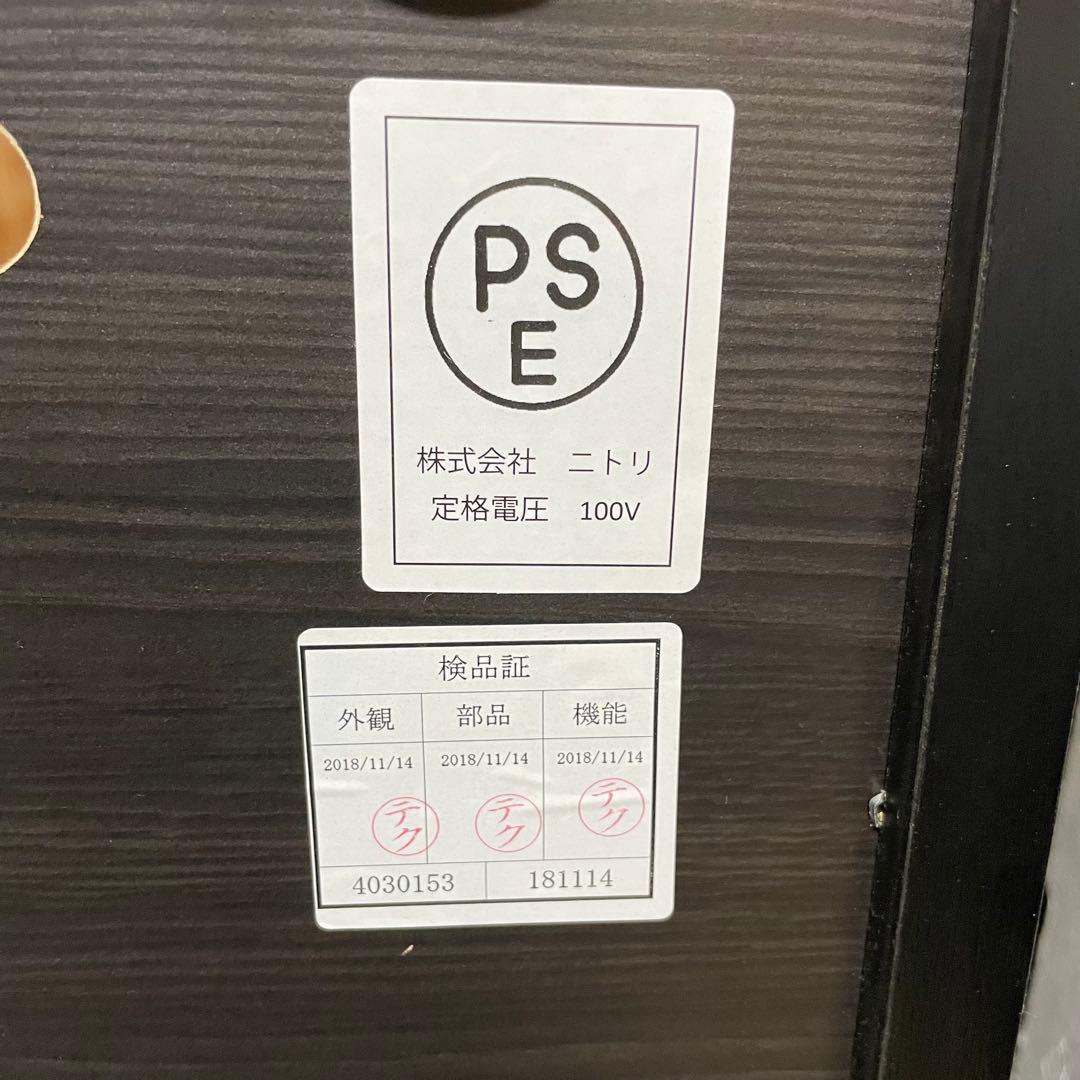 PS
E
株式会社 ニトリ
定格電圧 100V
検品証
外観 部品 機能
2018/11/14 2018/11/14 2018/11/14
テク テク テク
4030153 181114